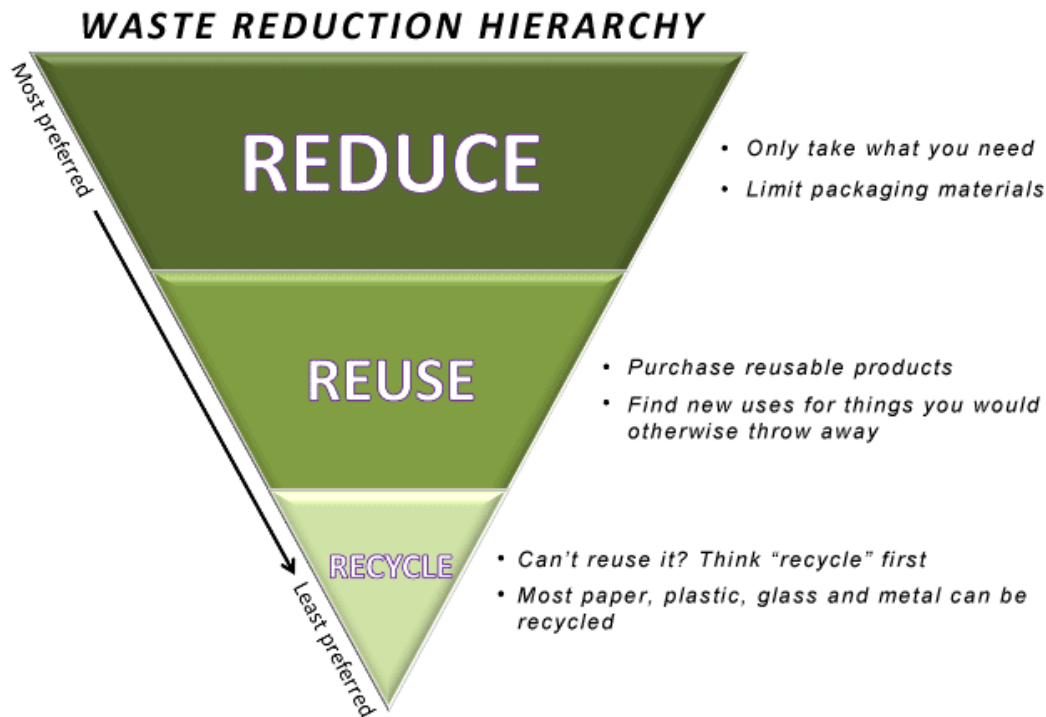 WASTE REDUCTION HIERARCHY
Most preferred
REDUCE
• Only take what you need
• Limit packaging materials
REUSE
• Purchase reusable products
• Find new uses for things you would
otherwise throw away
RECYCLE
• Can’t reuse it? Think “recycle” first
• Most paper, plastic, glass and metal can be
recycled
Least preferred